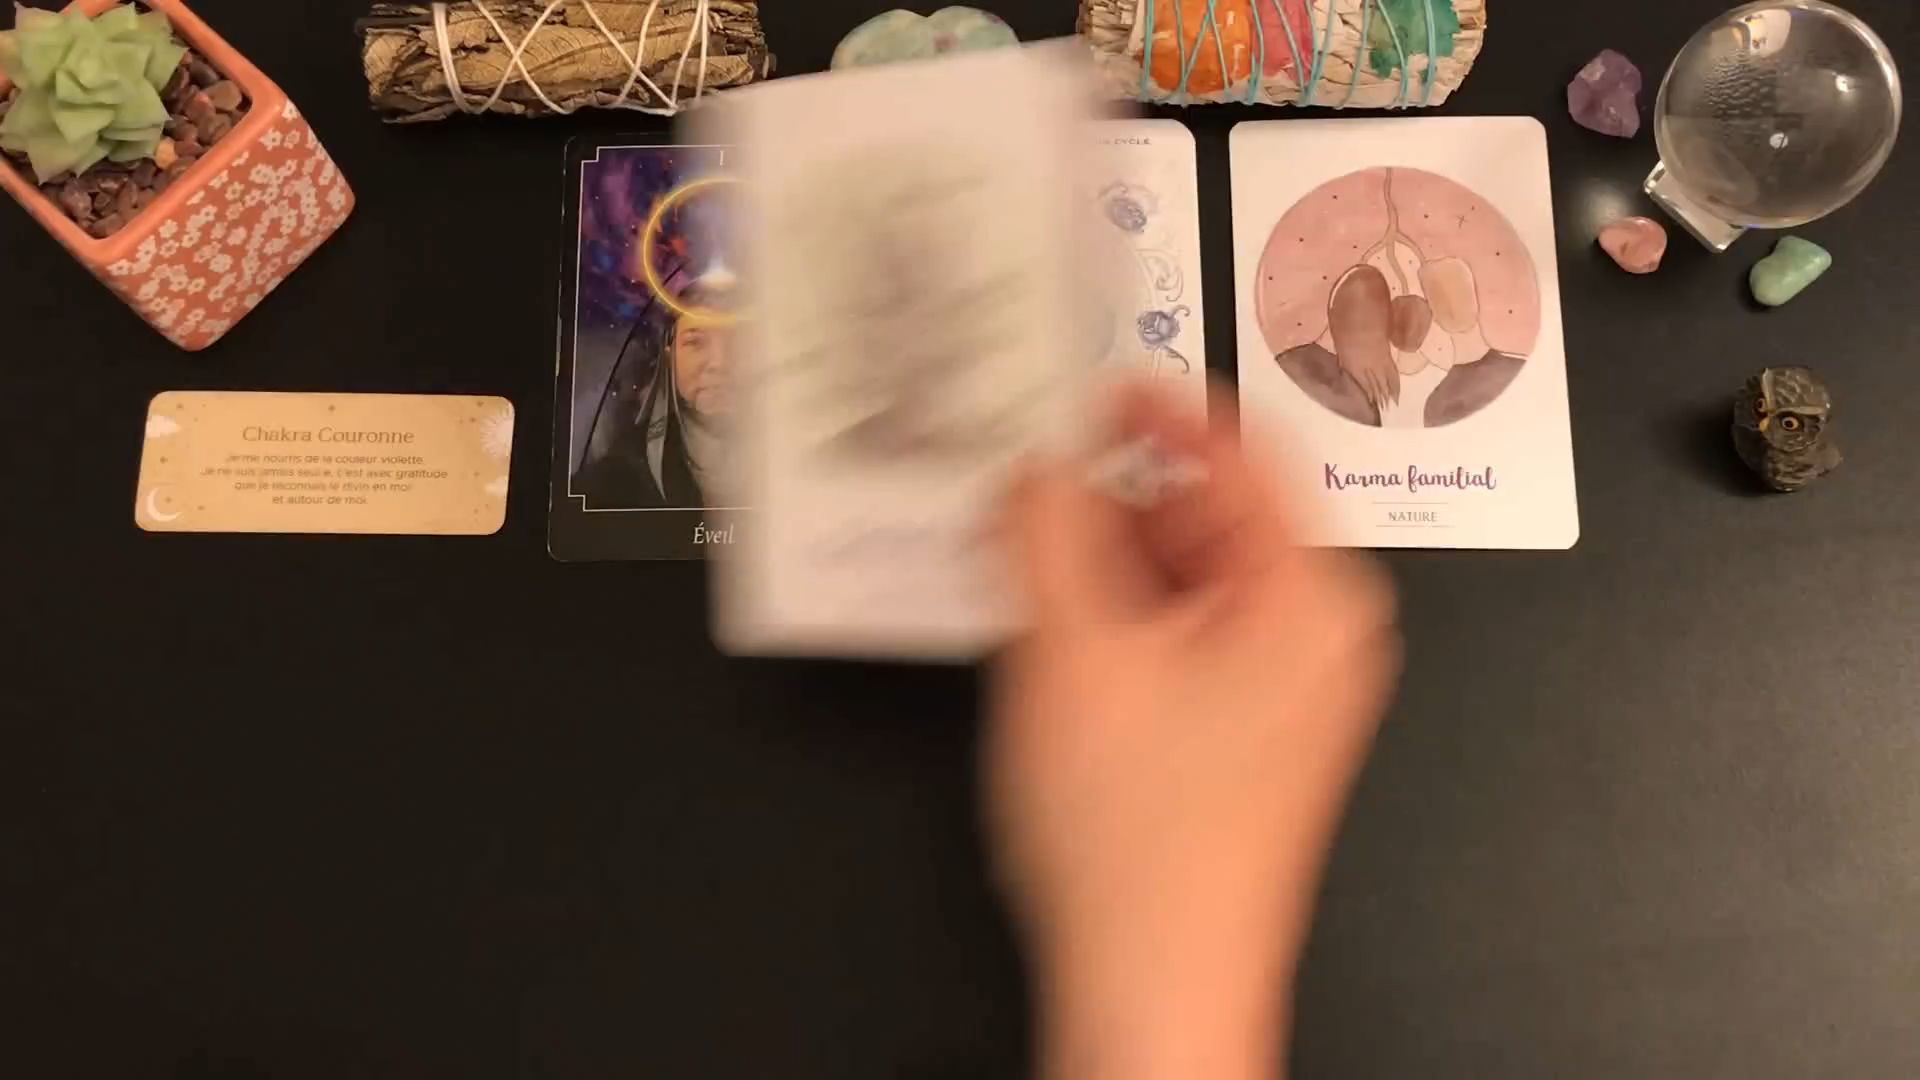 Chakra Couronne
Je me nourris de la couleur violette.
Je ne suis jamais seul·e, c'est avec gratitude
que je reconnais le divin en moi
et autour de moi.
I
Éveil
CYCLE
Karma familial
NATURE